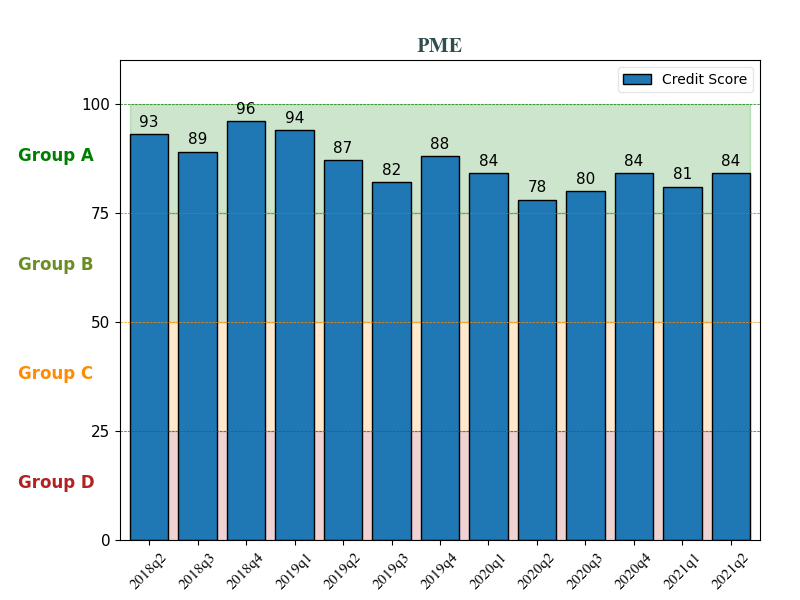 PME
Credit Score
100
75
50
25
0
Group A
Group B
Group C
Group D
93
89
96
94
87
82
88
84
78
80
84
81
84
2018q2
2018q3
2018q4
2019q1
2019q2
2019q3
2019q4
2020q1
2020q2
2020q3
2020q4
2021q1
2021q2